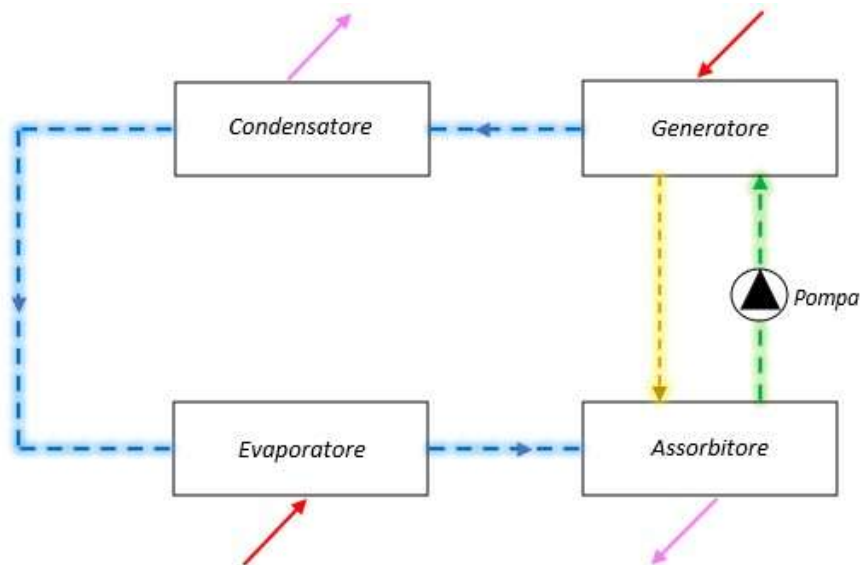 Condensatore
Generatore
Pompa
Evaporatore
Assorbitore